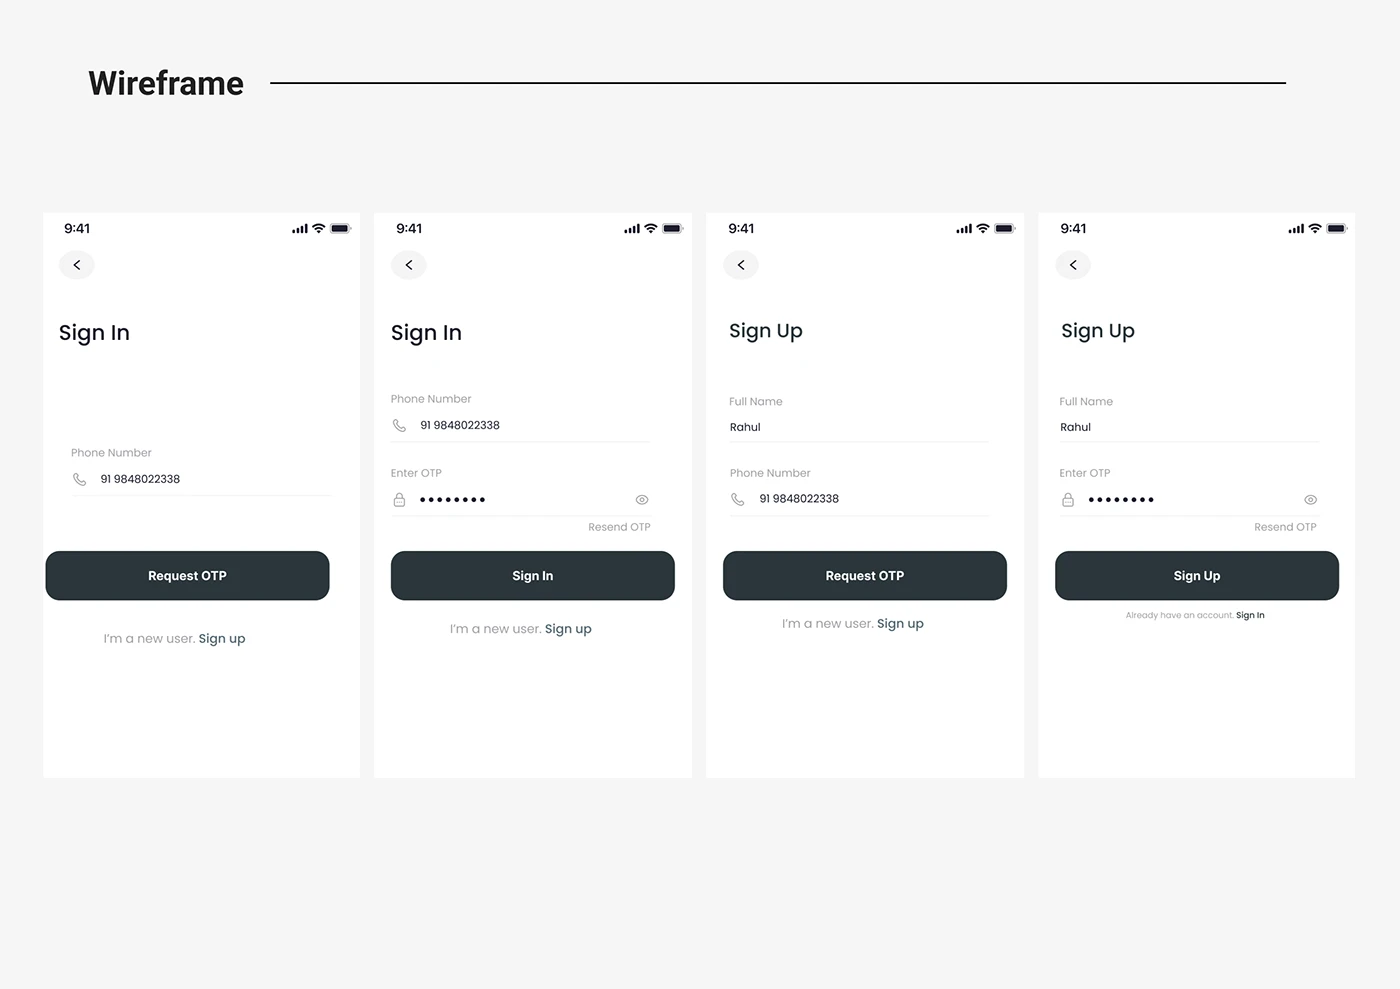 Wireframe
9:41
Sign In
Phone Number
91 9848022338
Request OTP
I'm a new user. Sign up
9:41
Sign In
Phone Number
91 9848022338
Enter OTP
Resend OTP
Sign In
I'm a new user. Sign up
9:41
Sign Up
Full Name
Rahul
Phone Number
91 9848022338
Request OTP
I'm a new user. Sign up
9:41
Sign Up
Full Name
Rahul
Enter OTP
Resend OTP
Sign Up
Already have an account. Sign In